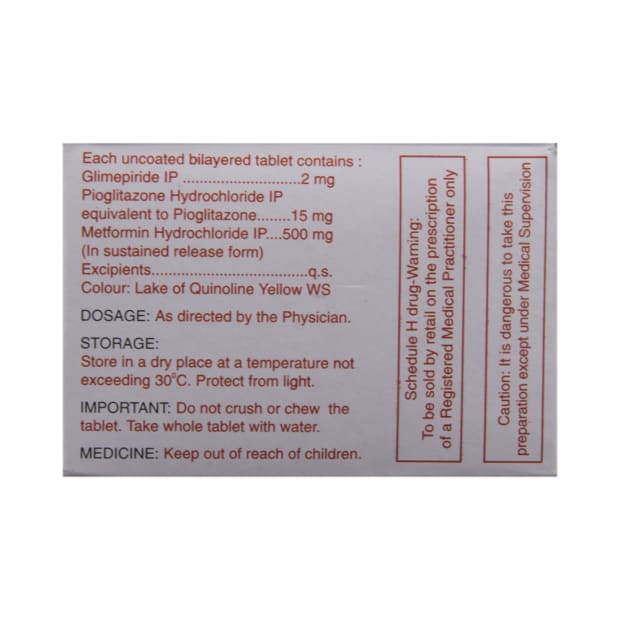 Each uncoated bilayered tablet contains :
Glimepiride IP ............................2 mg
Pioglitazone Hydrochloride IP
equivalent to Pioglitazone........15 mg
Metformin Hydrochloride IP....500 mg
(In sustained release form)
Excipients.....................................q.s.
Colour: Lake of Quinoline Yellow WS
DOSAGE: As directed by the Physician.
STORAGE:
Store in a dry place at a temperature not
exceeding 30°C. Protect from light.
IMPORTANT: Do not crush or chew the
tablet. Take whole tablet with water.
MEDICINE: Keep out of reach of children.
Schedule H drug-Warning:
To be sold by retail on the prescription
of a Registered Medical Practitioner only
Caution: It is dangerous to take this
preparation except under Medical Supervision